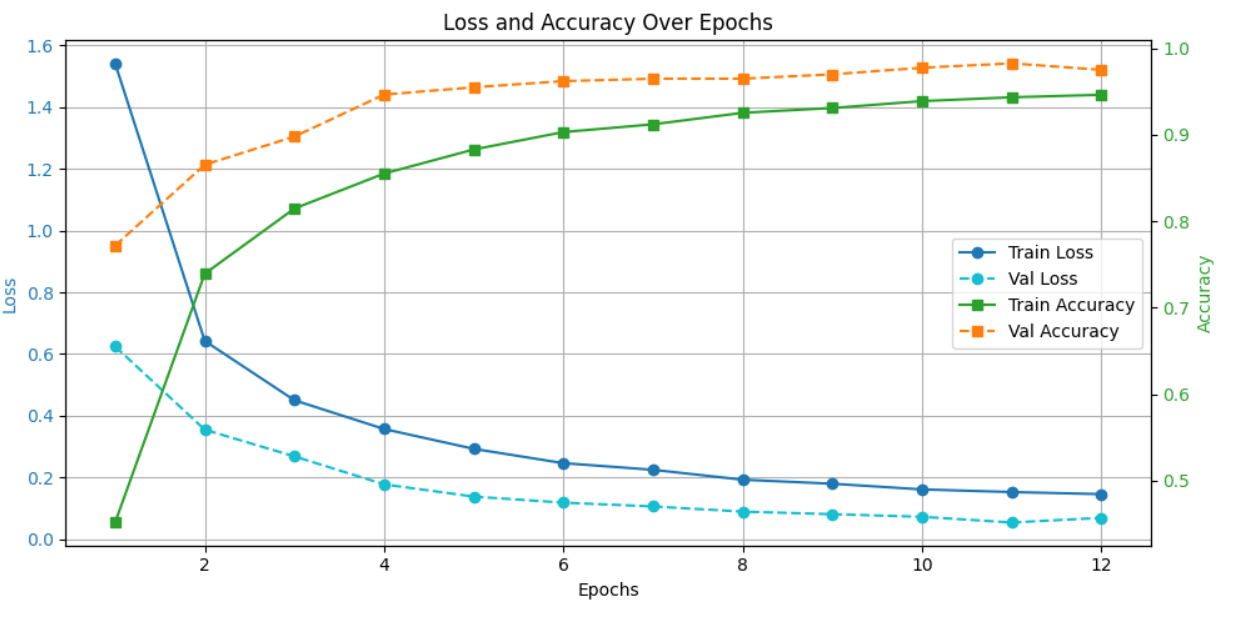 Loss and Accuracy Over Epochs
1.6
1.4
1.2
1.0
0.8
0.6
0.4
0.2
0.0
Loss
2
4
6
8
10
12
Epochs
1.0
0.9
0.8
0.7
0.6
0.5
Accuracy
Train Loss
Val Loss
Train Accuracy
Val Accuracy